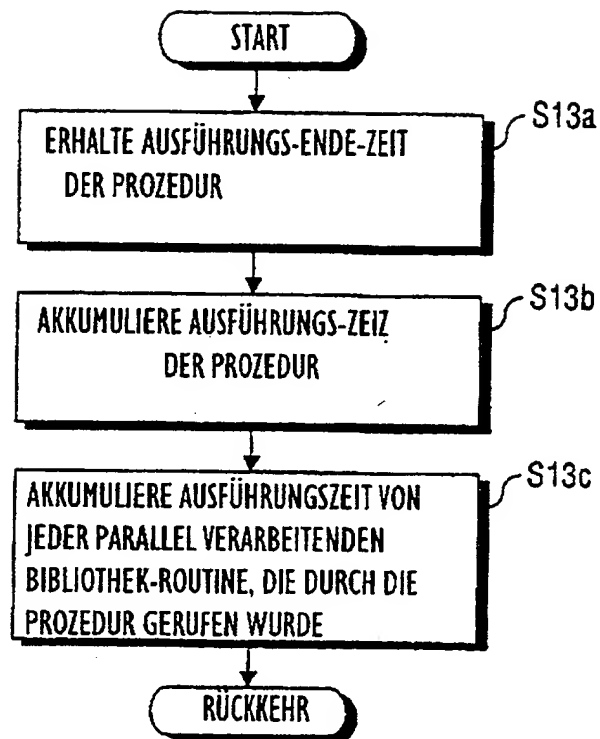 START
ERHALTE AUSFÜHRUNGS-ENDE-ZEIT
DER PROZEDUR
S13a
AKKUMULIERE AUSFÜHRUNGS-ZEIZ
DER PROZEDUR
S13b
AKKUMULIERE AUSFÜHRUNGSZEIT VON
JEDER PARALLEL VERARBEITENDEN
BIBLIOTHEK-ROUTINE, DIE DURCH DIE
PROZEDUR GERUFEN WURDE
S13c
RÜCKKEHR